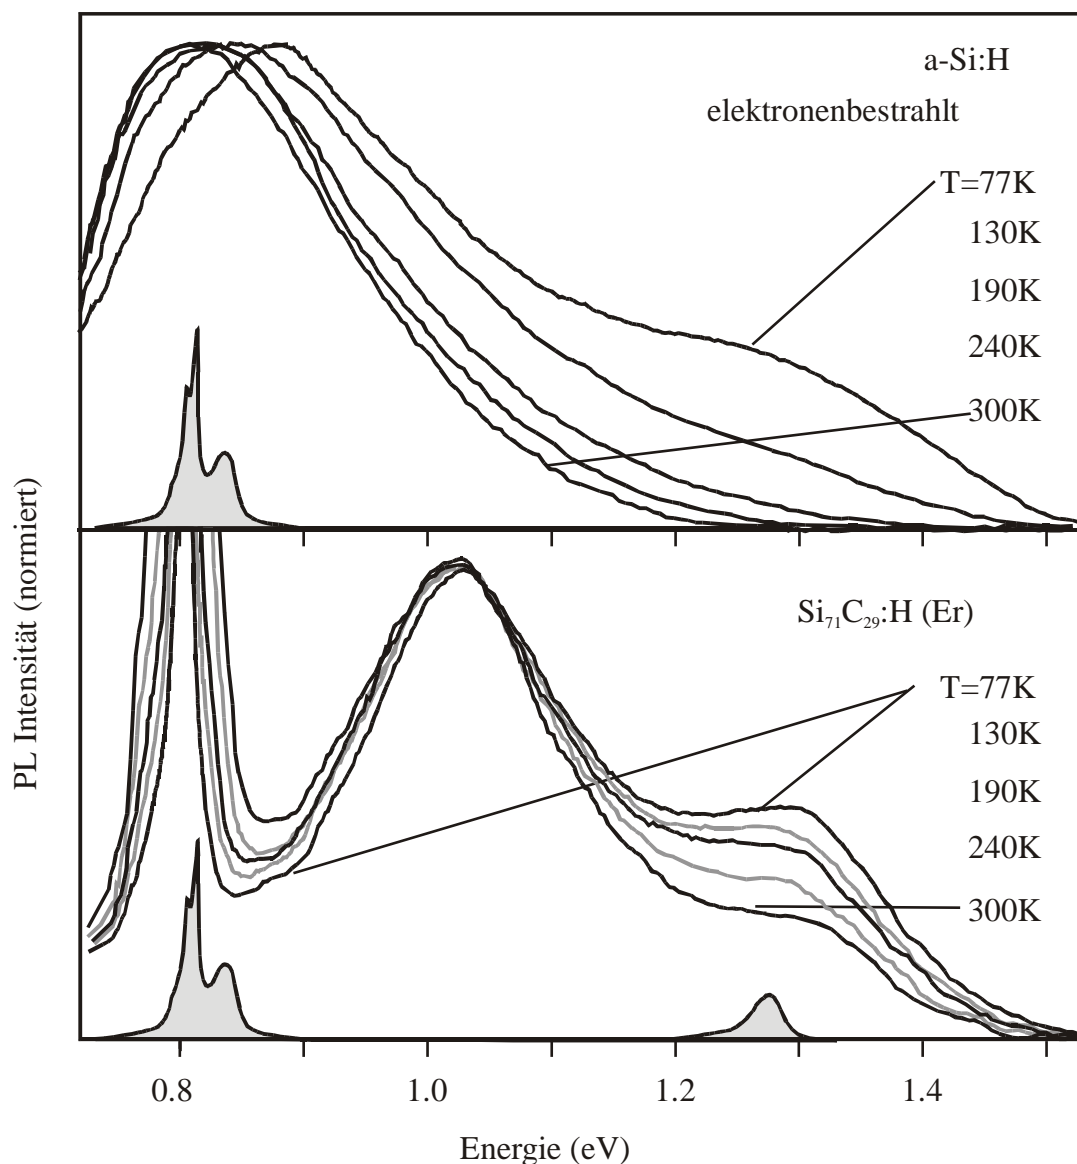 a-Si:H
elektronenbestrahlt
T=77K
130K
190K
240K
300K
PL Intensität (normiert)
Si₇₁C₂₉:H (Er)
T=77K
130K
190K
240K
300K
0.8 1.0 1.2 1.4
Energie (eV)